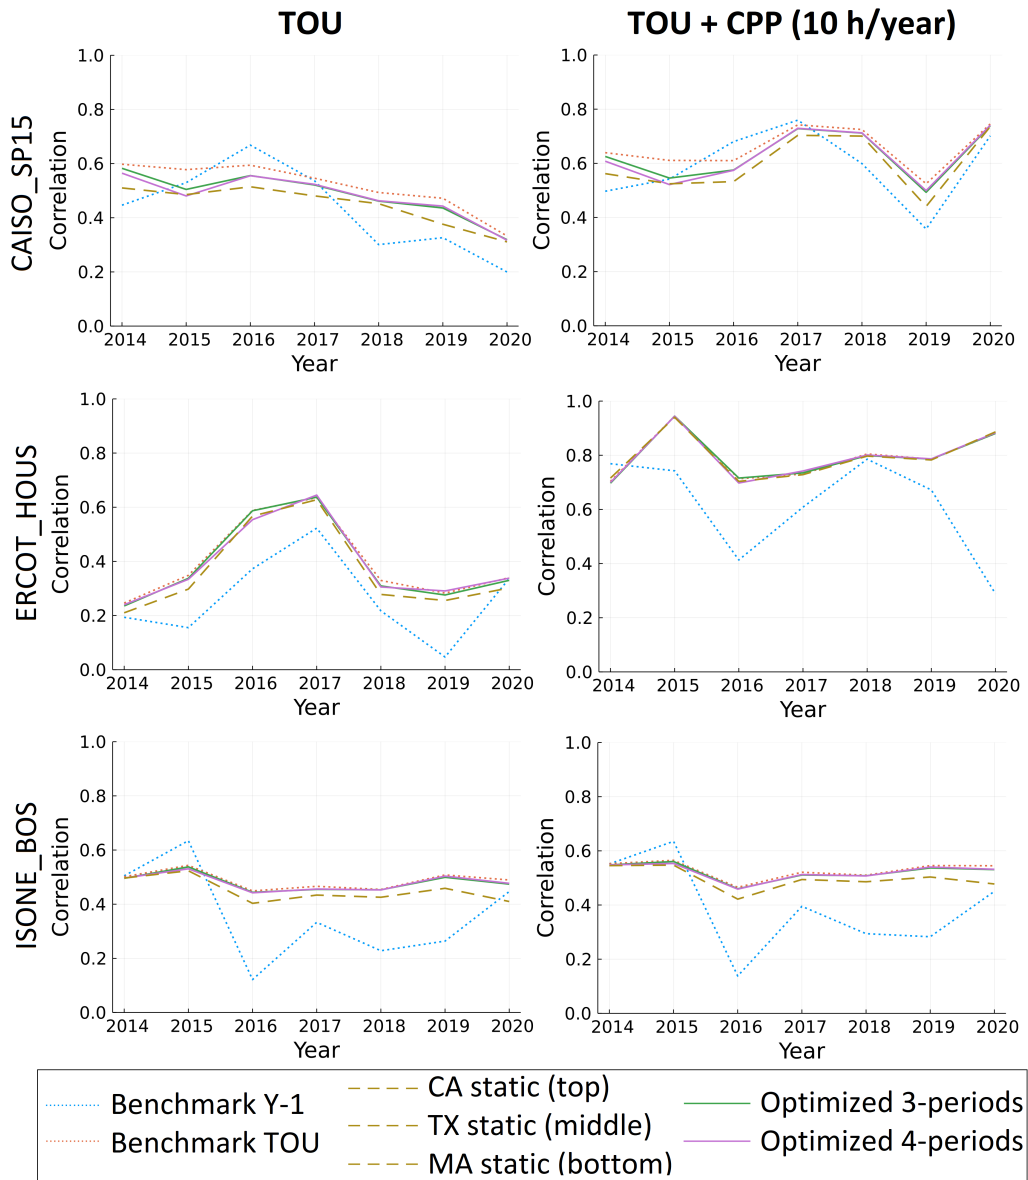 TOU
TOU + CPP (10 h/year)
CAISO_SP15
Correlation
1.0
0.8
0.6
0.4
0.2
0.0
2014 2015 2016 2017 2018 2019 2020
Year
Correlation
1.0
0.8
0.6
0.4
0.2
0.0
2014 2015 2016 2017 2018 2019 2020
Year
ERCOT_HOUS
Correlation
1.0
0.8
0.6
0.4
0.2
0.0
2014 2015 2016 2017 2018 2019 2020
Year
Correlation
1.0
0.8
0.6
0.4
0.2
0.0
2014 2015 2016 2017 2018 2019 2020
Year
ISONE_BOS
Correlation
1.0
0.8
0.6
0.4
0.2
0.0
2014 2015 2016 2017 2018 2019 2020
Year
Correlation
1.0
0.8
0.6
0.4
0.2
0.0
2014 2015 2016 2017 2018 2019 2020
Year
Benchmark Y-1
Benchmark TOU
CA static (top)
TX static (middle)
MA static (bottom)
Optimized 3-periods
Optimized 4-periods